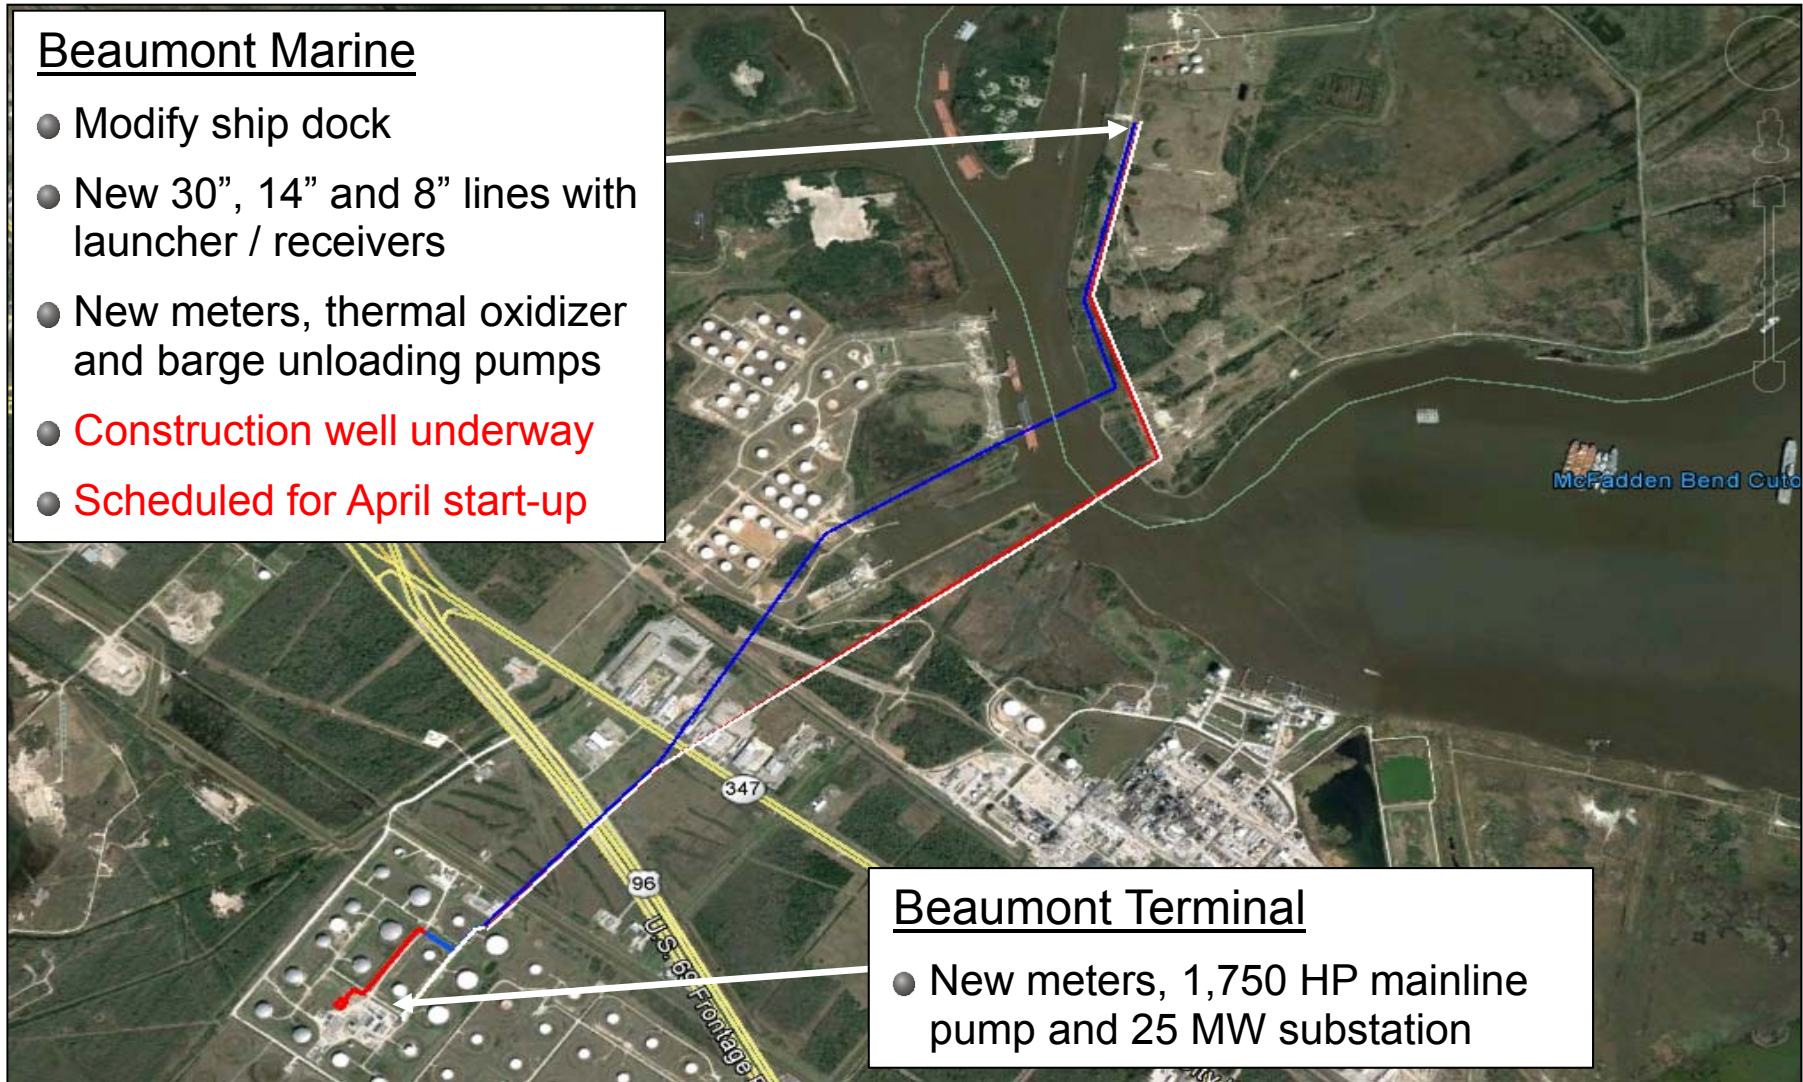 Beaumont Marine
Modify ship dock
New 30”, 14” and 8” lines with
launcher / receivers
New meters, thermal oxidizer
and barge unloading pumps
Construction well underway
Scheduled for April start-up
McFadden Bend Cuto
347
96
U.S. 69 Frontage
Beaumont Terminal
New meters, 1,750 HP mainline
pump and 25 MW substation